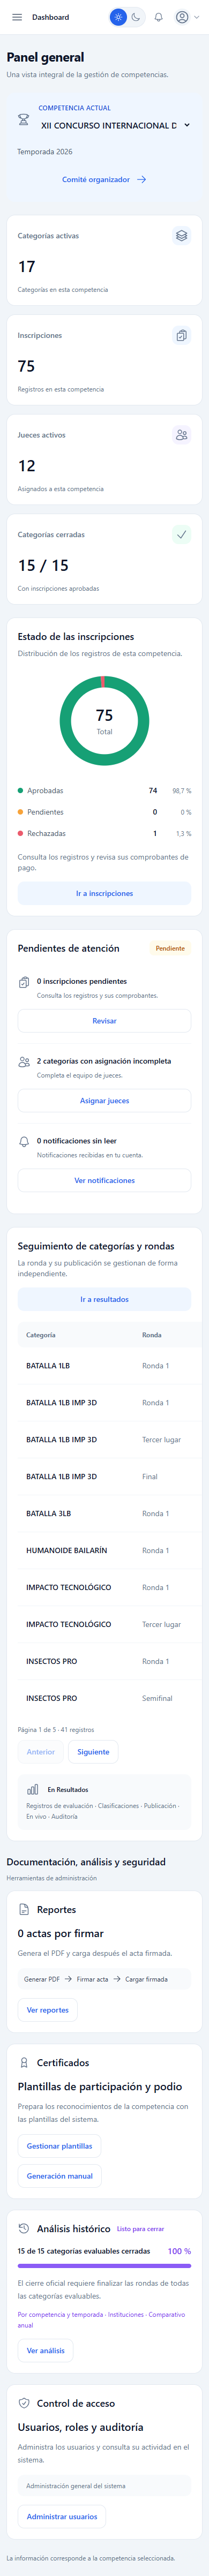 Dashboard
Panel general
Una vista integral de la gestión de competencias.
COMPETENCIA ACTUAL
XII CONCURSO INTERNACIONAL D
Temporada 2026
Comité organizador
Categorías activas
17
Categorías en esta competencia
Inscripciones
75
Registros en esta competencia
Jueces activos
12
Asignados a esta competencia
Categorías cerradas
15 / 15
Con inscripciones aprobadas
Estado de las inscripciones
Distribución de los registros de esta competencia.
75
Total
Aprobadas 74 98,7 %
Pendientes 0 0 %
Rechazadas 1 1,3 %
Consulta los registros y revisa sus comprobantes de
pago.
Ir a inscripciones
Pendientes de atención Pendiente
0 inscripciones pendientes
Consulta los registros y sus comprobantes.
Revisar
2 categorías con asignación incompleta
Completa el equipo de jueces.
Asignar jueces
0 notificaciones sin leer
Notificaciones recibidas en tu cuenta.
Ver notificaciones
Seguimiento de categorías y rondas
La ronda y su publicación se gestionan de forma
independiente.
Ir a resultados
Categoría Ronda
BATALLA 1LB Ronda 1
BATALLA 1LB IMP 3D Ronda 1
BATALLA 1LB IMP 3D Tercer lugar
BATALLA 1LB IMP 3D Final
BATALLA 3LB Ronda 1
HUMANOIDE BAILARÍN Ronda 1
IMPACTO TECNOLÓGICO Ronda 1
IMPACTO TECNOLÓGICO Tercer lugar
INSECTOS PRO Ronda 1
INSECTOS PRO Semifinal
Página 1 de 5 · 41 registros
Anterior Siguiente
En Resultados
Registros de evaluación · Clasificaciones · Publicación ·
En vivo · Auditoría
Documentación, análisis y seguridad
Herramientas de administración
Reportes
0 actas por firmar
Genera el PDF y carga después el acta firmada.
Generar PDF → Firmar acta → Cargar firmada
Ver reportes
Certificados
Plantillas de participación y podio
Prepara los reconocimientos de la competencia con
las plantillas del sistema.
Gestionar plantillas
Generación manual
Análisis histórico Listo para cerrar
15 de 15 categorías evaluables cerradas 100 %
El cierre oficial requiere finalizar las rondas de todas
las categorías evaluables.
Por competencia y temporada · Instituciones · Comparativo
anual
Ver análisis
Control de acceso
Usuarios, roles y auditoría
Administra los usuarios y consulta su actividad en el
sistema.
Administración general del sistema
Administrar usuarios
La información corresponde a la competencia seleccionada.